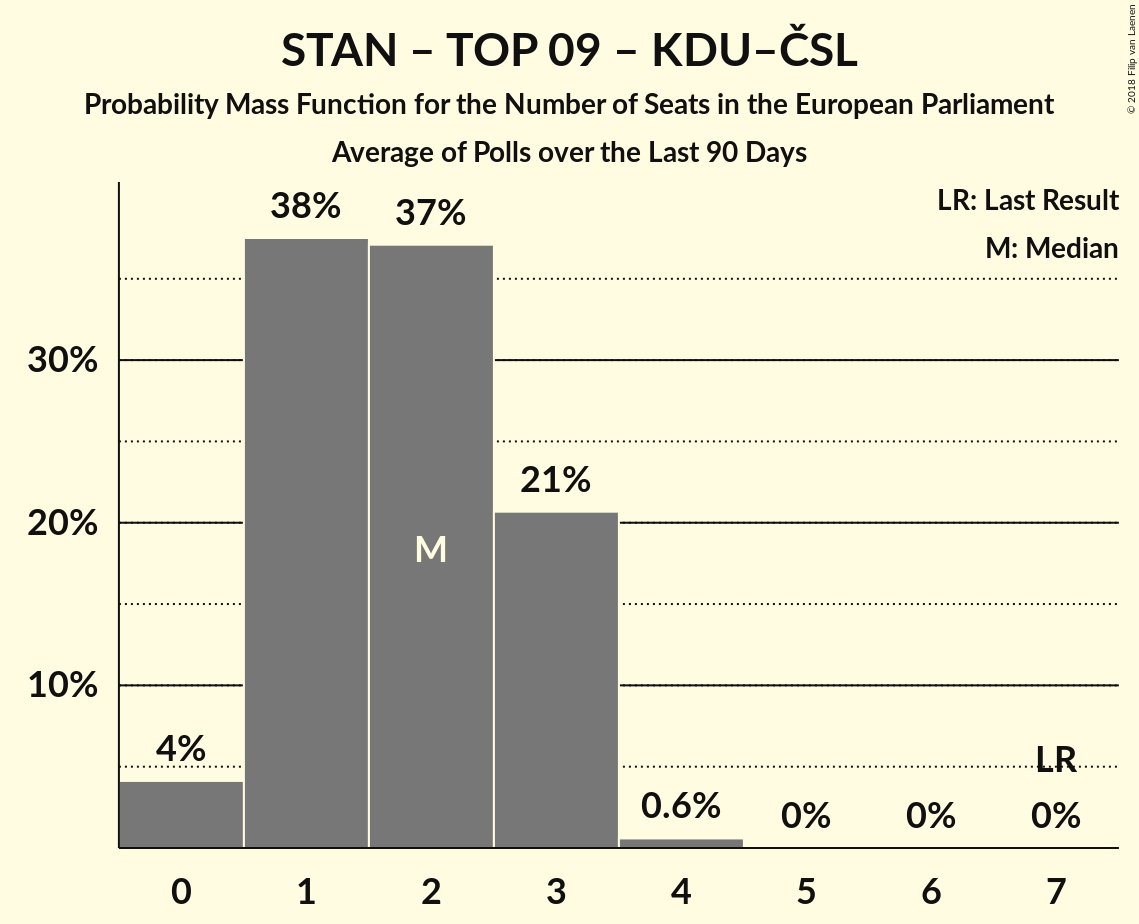 STAN – TOP 09 – KDU–ČSL
Probability Mass Function for the Number of Seats in the European Parliament
Average of Polls over the Last 90 Days
© 2018 Filip van Laenen
LR: Last Result
M: Median
38%
37%
30%
21%
20%
M
10%
4%
LR
0.6%
0%
0%
0%
0 1 2 3 4 5 6 7